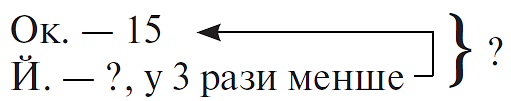 Ок. — 15
Й. — ?, у 3 рази менше
?